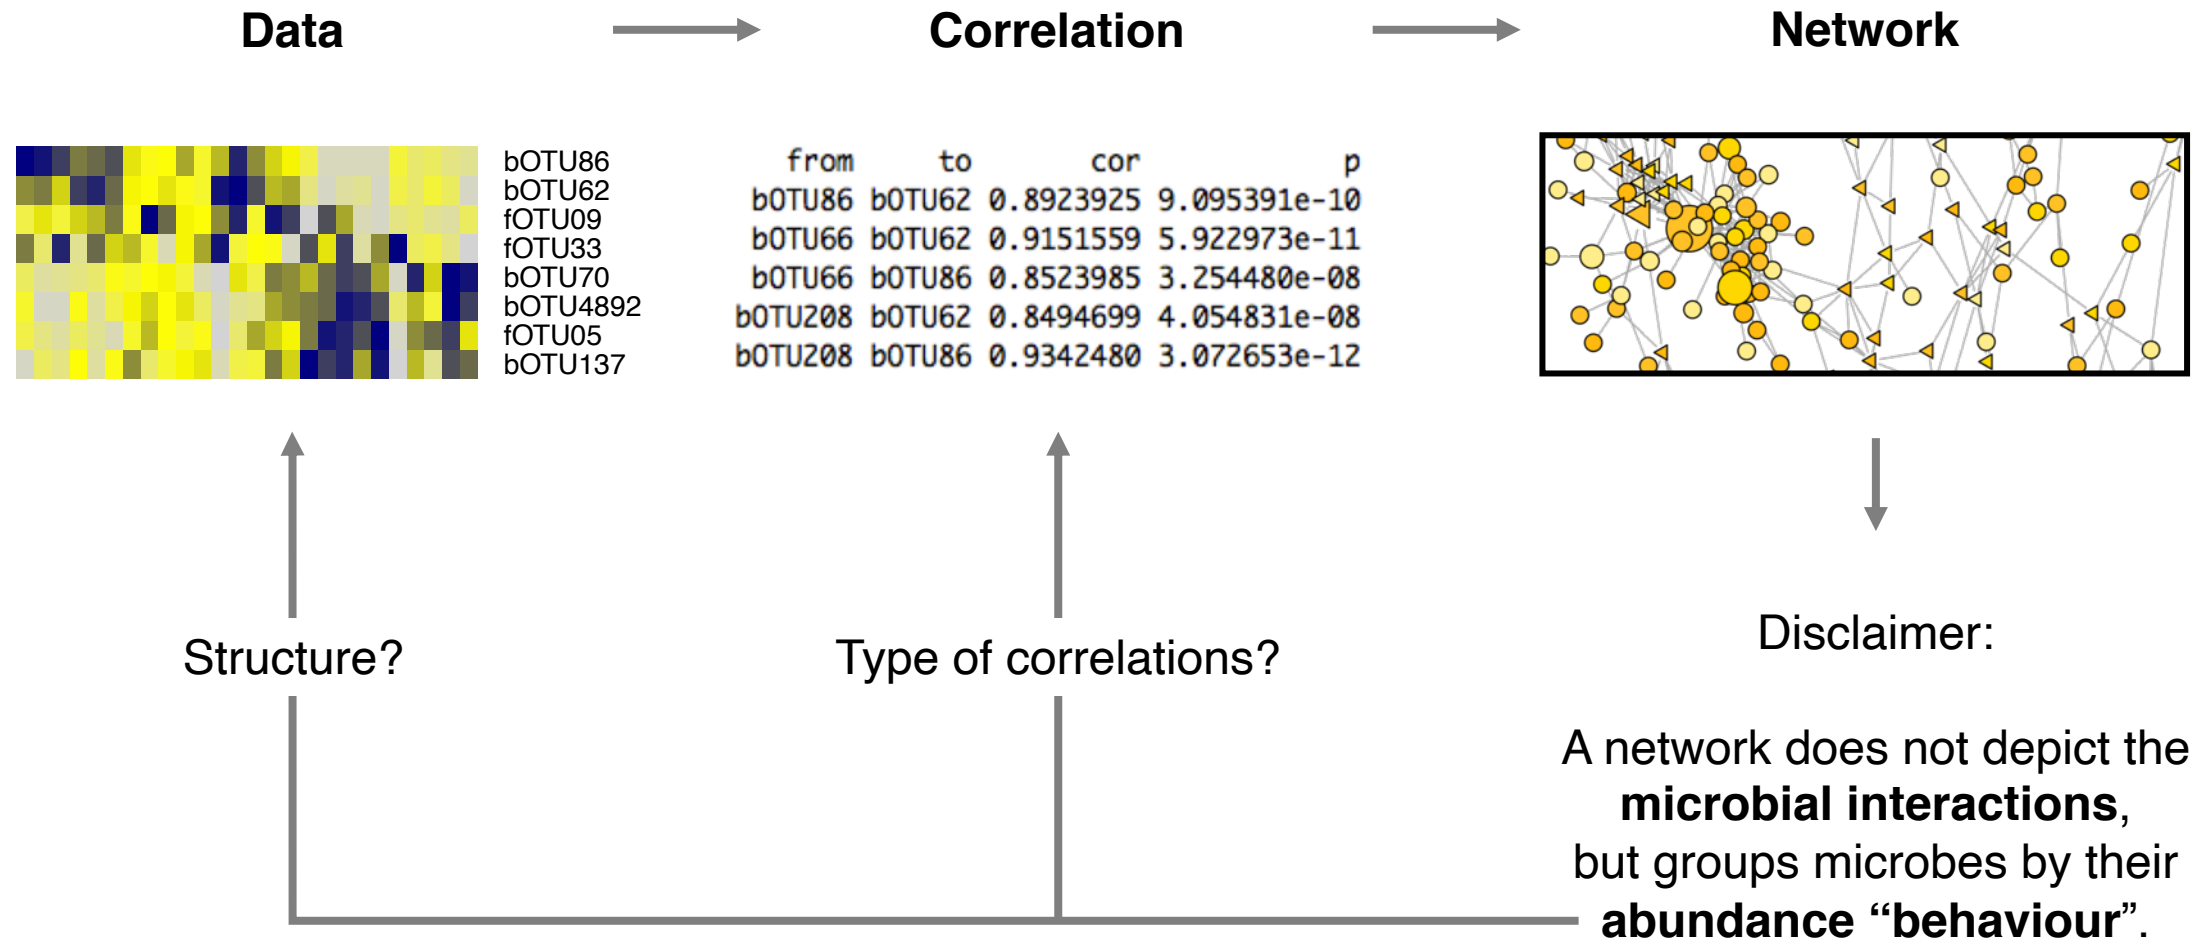 Data
Correlation
Network
bOTU86
bOTU62
fOTU09
fOTU33
bOTU70
bOTU4892
fOTU05
bOTU137
from to cor p
bOTU86 bOTU62 0.8923925 9.095391e-10
bOTU66 bOTU62 0.9151559 5.922973e-11
bOTU66 bOTU86 0.8523985 3.254480e-08
bOTU208 bOTU62 0.8494699 4.054831e-08
bOTU208 bOTU86 0.9342480 3.072653e-12
Structure?
Type of correlations?
Disclaimer:
A network does not depict the
microbial interactions,
but groups microbes by their
abundance “behaviour”.